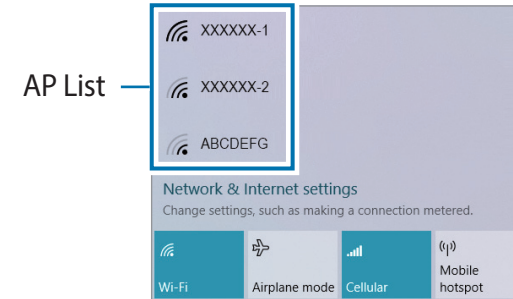 XXXXXX-1
XXXXXX-2
AP List
ABCDEFG
Network & Internet settings
Change settings, such as making a connection metered.
Wi-Fi
Airplane mode
Cellular
Mobile
hotspot